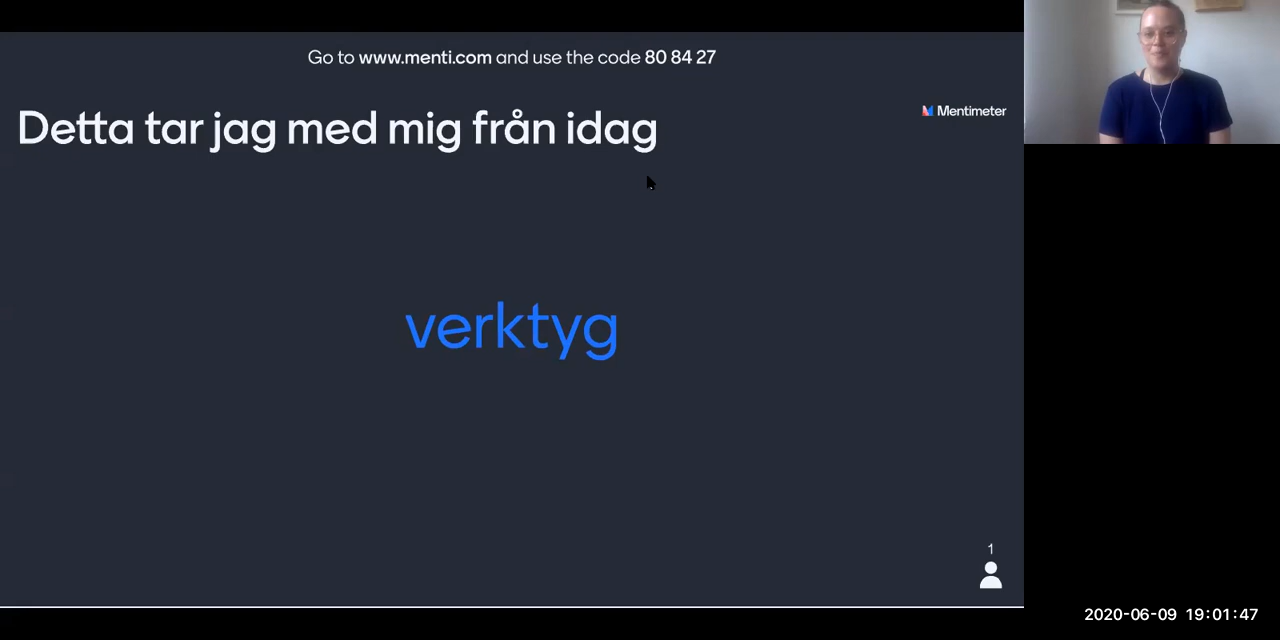 Go to www.menti.com and use the code 80 84 27
Detta tar jag med mig från idag
Mentimeter
verktyg
1
2020-06-09 19:01:47